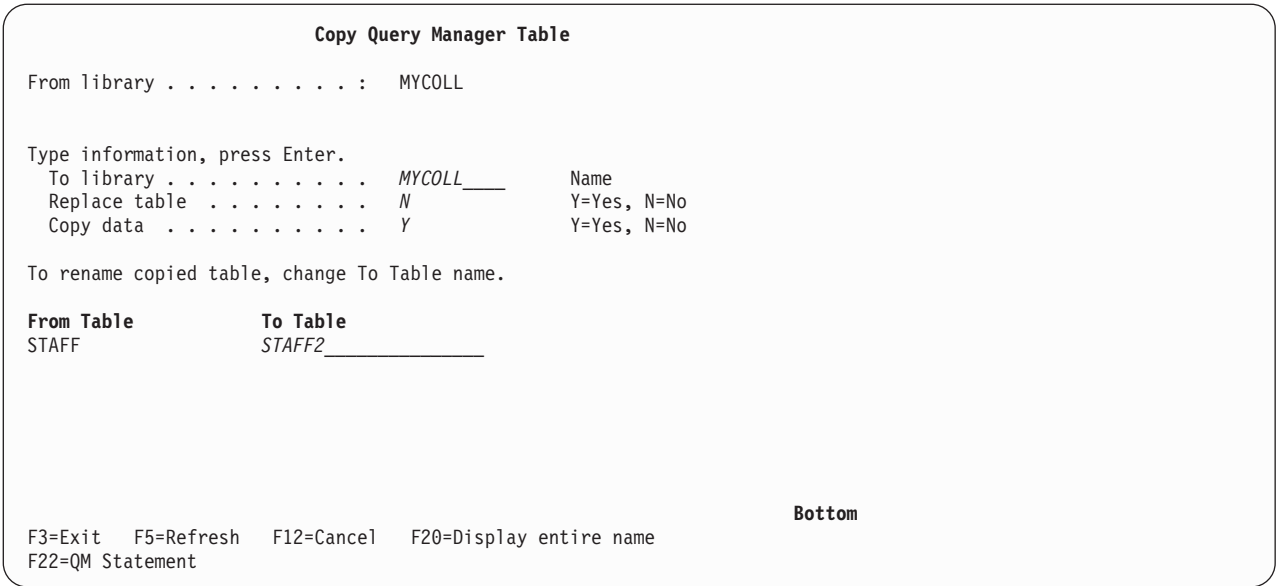 Copy Query Manager Table
From library . . . . . . . . . :   MYCOLL
Type information, press Enter.
To library . . . . . . . . . .   MYCOLL____   Name
Replace table . . . . . . . .   N   Y=Yes, N=No
Copy data . . . . . . . . . .   Y   Y=Yes, N=No
To rename copied table, change To Table name.
From Table   To Table
STAFF   STAFF2_______________
Bottom
F3=Exit   F5=Refresh   F12=Cancel   F20=Display entire name
F22=QM Statement